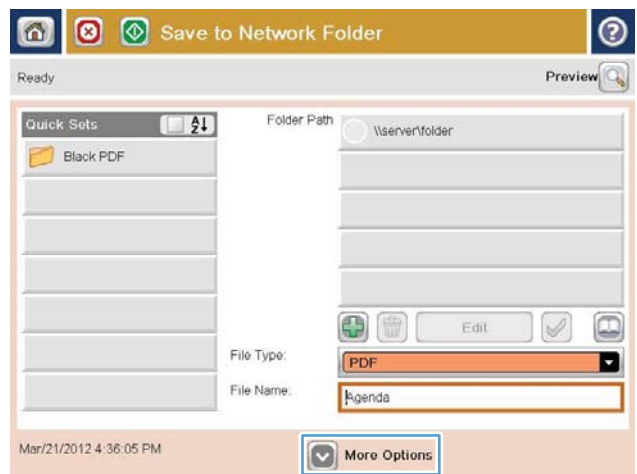 Save to Network Folder
Ready
Preview
Quick Sets
Folder Path
\\server\folder
Black PDF
Edit
File Type:
PDF
File Name:
Agenda
Mar/21/2012 4:36:05 PM
More Options